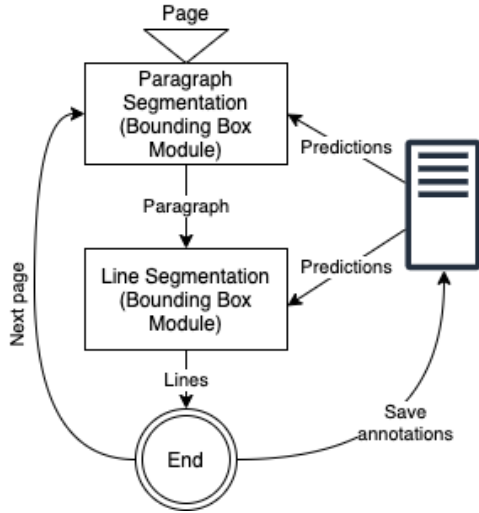 Page
Paragraph
Segmentation
(Bounding Box
Module)
Predictions
Paragraph
Line Segmentation
(Bounding Box
Module)
Predictions
Next page
Lines
End
Save
annotations